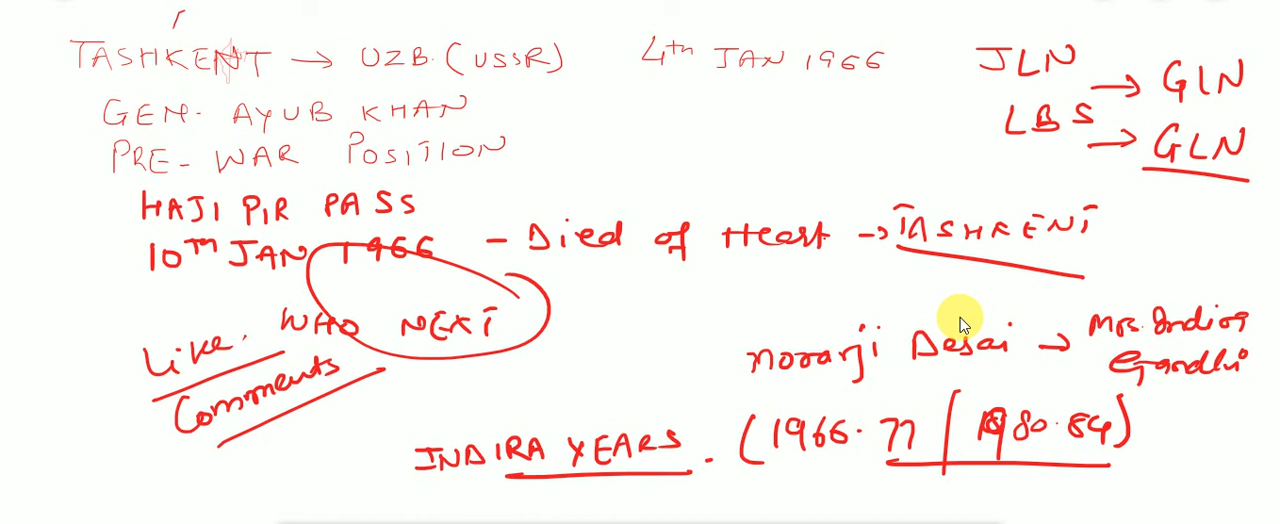 TASHKENT → UZB. (USSR) 4th JAN 1966
JLN → GLN
GEN. AYUB KHAN
LBS → GLN
PRE-WAR POSITION
HAJI PIR PASS
10TH JAN 1966 - Died of Heart → TASHKENT
WHO NEXT
Like.
Comments
Morarji Desai → Mrs. Indira
Gandhi
INDIRA YEARS. (1966-77 / 1980-84)